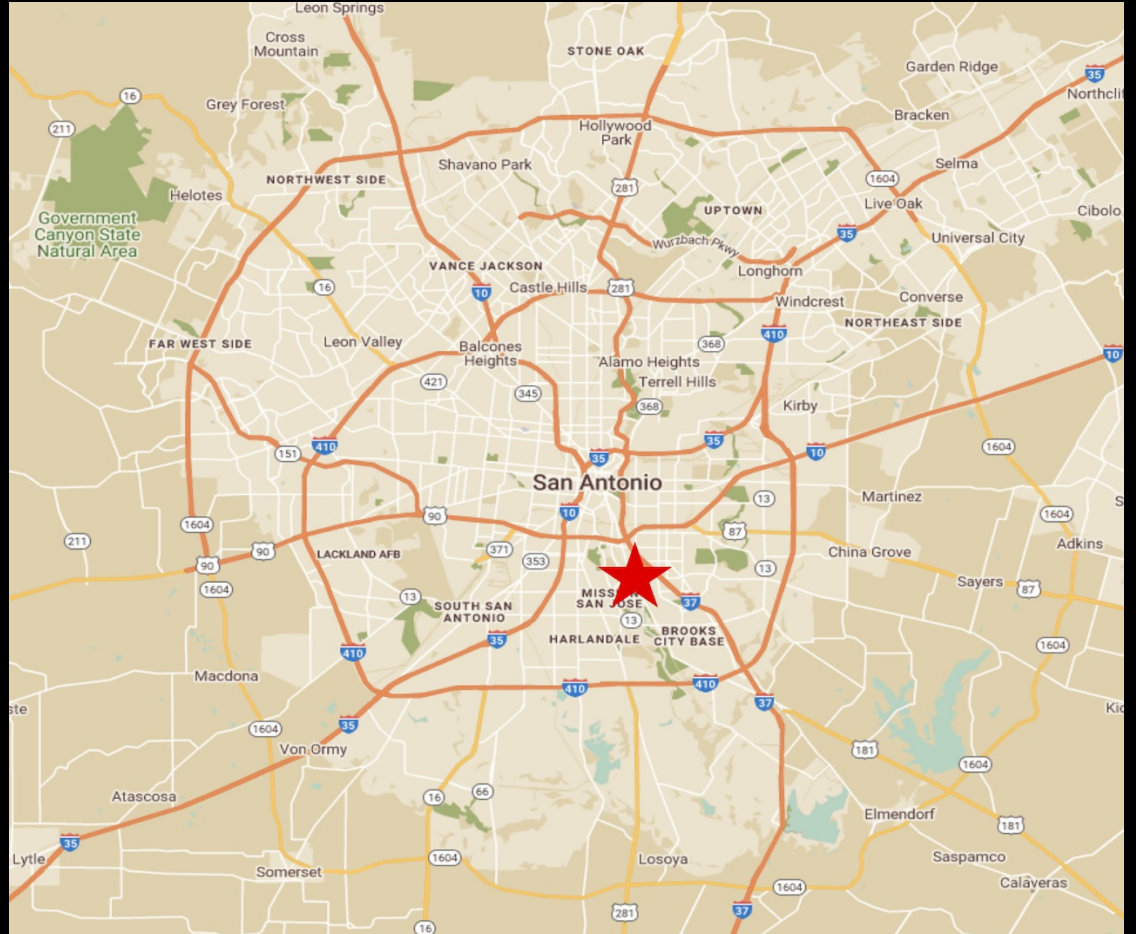 Leon Springs
Cross
Mountain
STONE OAK
Garden Ridge
35
Northclif
16
Grey Forest
211
Bracken
Hollywood
Park
Shavano Park
Selma
NORTHWEST SIDE
281
1604
Helotes
Live Oak
UPTOWN
Cibolo
Government
Canyon State
Natural Area
35
Universal City
Wurzbach Pkwy
VANCE JACKSON
Longhorn
16
10
Castle Hills
281
Windcrest
Converse
NORTHEAST SIDE
410
FAR WEST SIDE
Leon Valley
Balcones
Heights
368
10
Alamo Heights
Terrell Hills
421
345
368
Kirby
410
151
35
35
10
1604
San Antonio
13
Martinez
S
1604
90
10
1604
211
90
87
Adkins
LACKLAND AFB
371
353
China Grove
90
13
1604
Sayers
87
13
MISS
SAN JOSE
37
SOUTH SAN
ANTONIO
13
HARLANDALE
BROOKS
CITY BASE
35
410
1604
Macdona
410
410
37
ste
Kic
1604
35
Von Ormy
181
1604
Atascosa
16
66
Elmendorf
181
35
Lytle
1604
Losoya
Saspamco
Somerset
1604
Calaveras
281
37
16